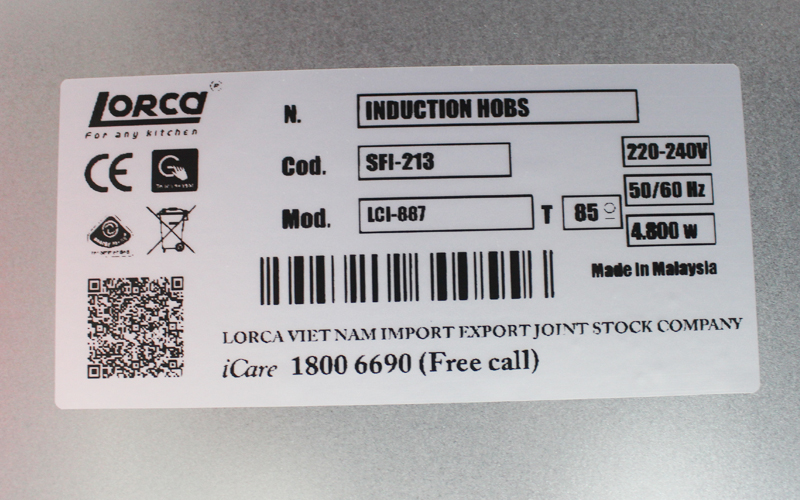 LORCA
For any kitchen
N. INDUCTION HOBS
Cod. SFI-213
Mod. LCI-887
T 85
220-240V
50/60 Hz
4.800 w
CE
Made in Malaysia
LORCA VIET NAM IMPORT EXPORT JOINT STOCK COMPANY
iCare 1800 6690 (Free call)